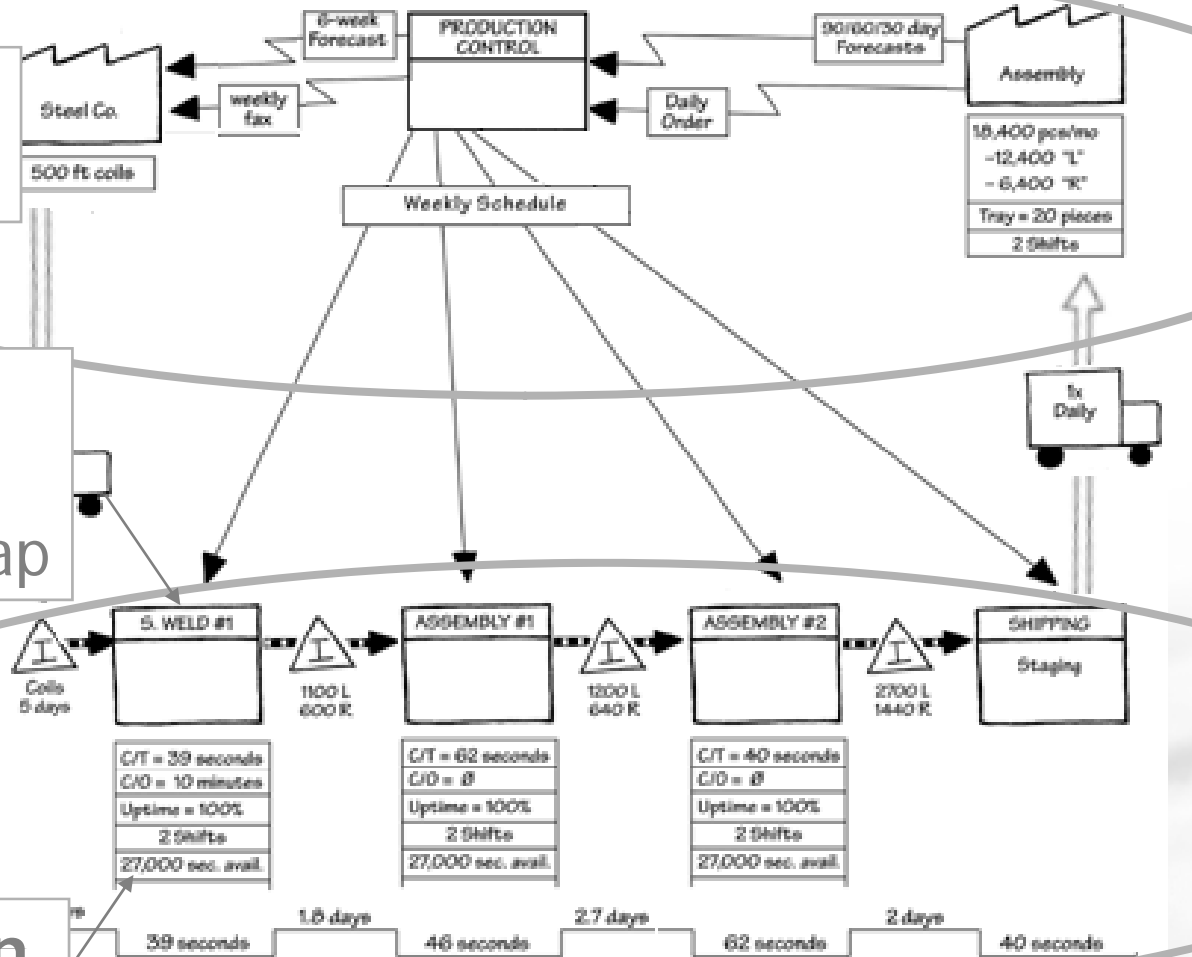 6-week
Forecast
PRODUCTION
CONTROL
90/60/30 day
Forecasts
Steel Co.
weekly
fax
Daily
Order
Assembly
500 ft coils
18,400 pcs/mo
-12,400 "L"
- 6,400 "R"
Tray = 20 pieces
2 Shifts
Weekly Schedule
1x
Daily
ap
S. WELD #1
ASSEMBLY #1
ASSEMBLY #2
SHIPPING
I
I
I
I
Staging
Coils
5 days
1100 L
600 R
1200 L
640 R
2700 L
1440 R
C/T = 39 seconds
C/O = 10 minutes
Uptime = 100%
2 Shifts
27,000 sec. avail.
C/T = 62 seconds
C/O = Ø
Uptime = 100%
2 Shifts
27,000 sec. avail.
C/T = 40 seconds
C/O = Ø
Uptime = 100%
2 Shifts
27,000 sec. avail.
n
1.8 days
2.7 days
2 days
39 seconds
46 seconds
62 seconds
40 seconds